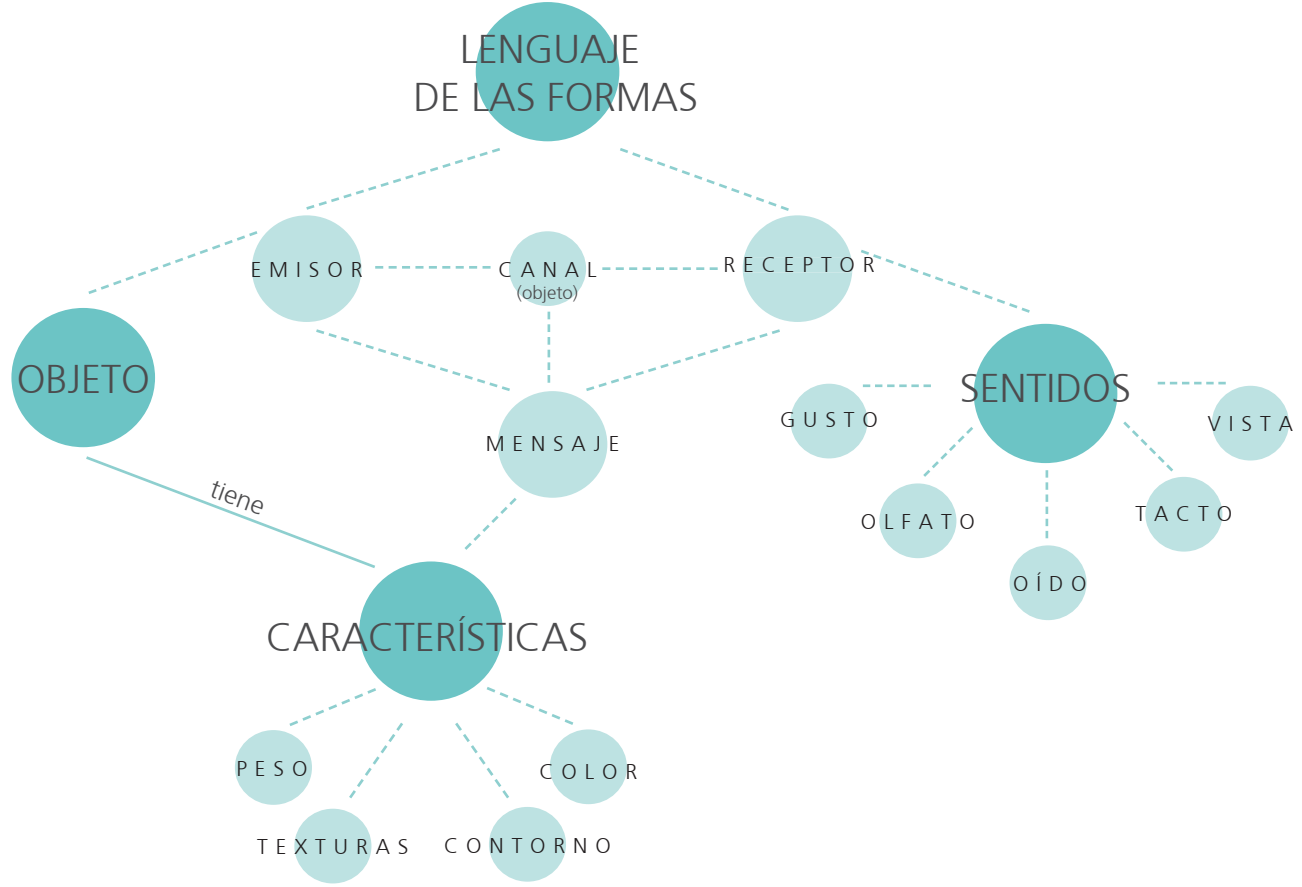 LENGUAJE
DE LAS FORMAS
EMISOR
CANAL
(objeto)
RECEPTOR
OBJETO
SENTIDOS
GUSTO
VISTA
MENSAJE
tiene
OLFATO
TACTO
OÍDO
CARACTERÍSTICAS
PESO
COLOR
TEXTURAS
CONTORNO